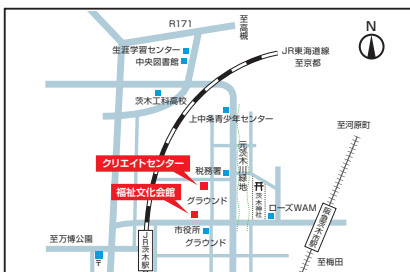 R171
至高槻
N
生涯学習センター
中央図書館
JR東海道線
至京都
茨木工科高校
上中条青少年センター
至河原町
クリエイトセンター
税務署
元茨木川緑地
福祉文化会館
グラウンド
茨木神社
ローズWAM
阪急茨木市駅
市役所
グラウンド
至万博公園
JR茨木駅
至梅田